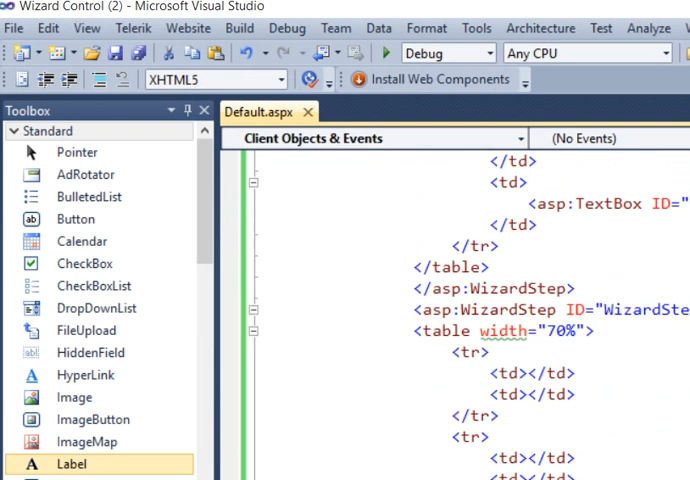 Wizard Control (2) - Microsoft Visual Studio
File Edit View Telerik Website Build Debug Team Data Format Tools Architecture Test Analyze
Debug Any CPU
XHTML5 Install Web Components
Toolbox
Default.aspx
Standard
Client Objects & Events (No Events)
Pointer
AdRotator
BulletedList
Button
Calendar
CheckBox
CheckBoxList
DropDownList
FileUpload
HiddenField
HyperLink
Image
ImageButton
ImageMap
Label
</td>
<td>
<asp:TextBox ID="
</td>
</tr>
</table>
</asp:WizardStep>
<asp:WizardStep ID="WizardSte
<table width="70%">
<tr>
<td></td>
<td></td>
</tr>
<tr>
<td></td>
<td></td>